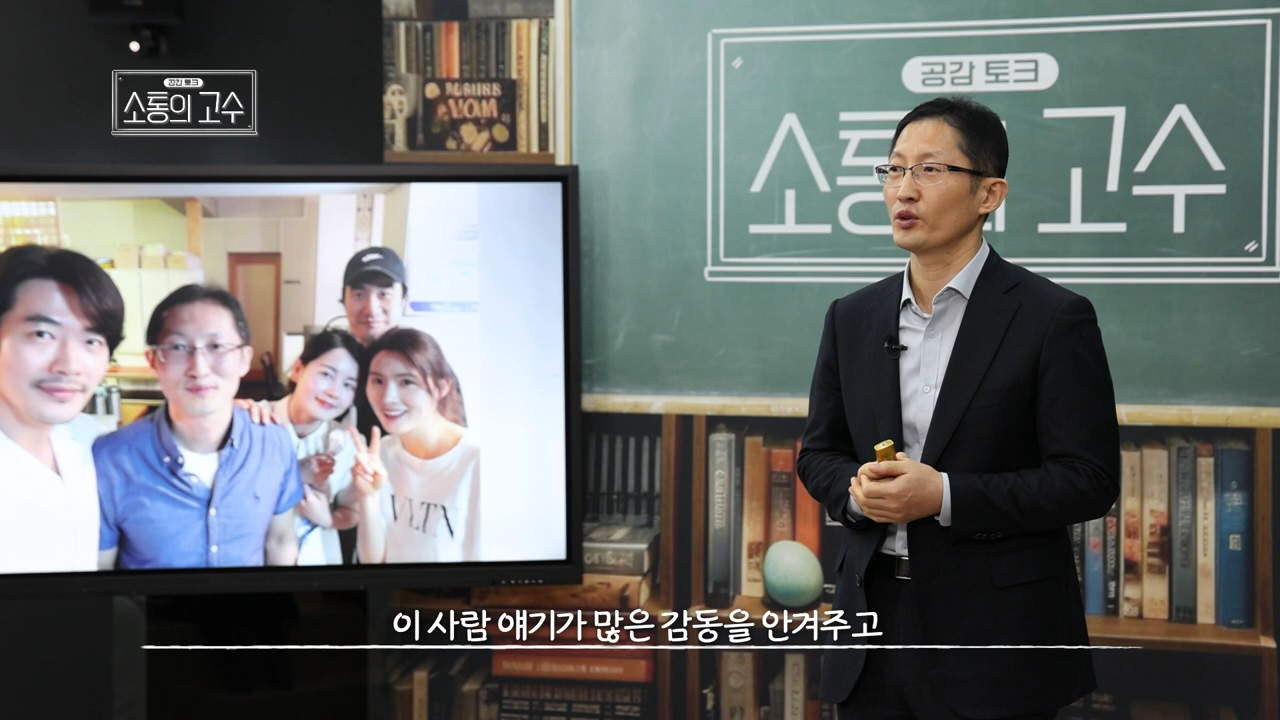 공감 토크
소통의 고수
공감 토크
소통의 고수
VLTN
이 사람 얘기가 많은 감동을 안겨주고